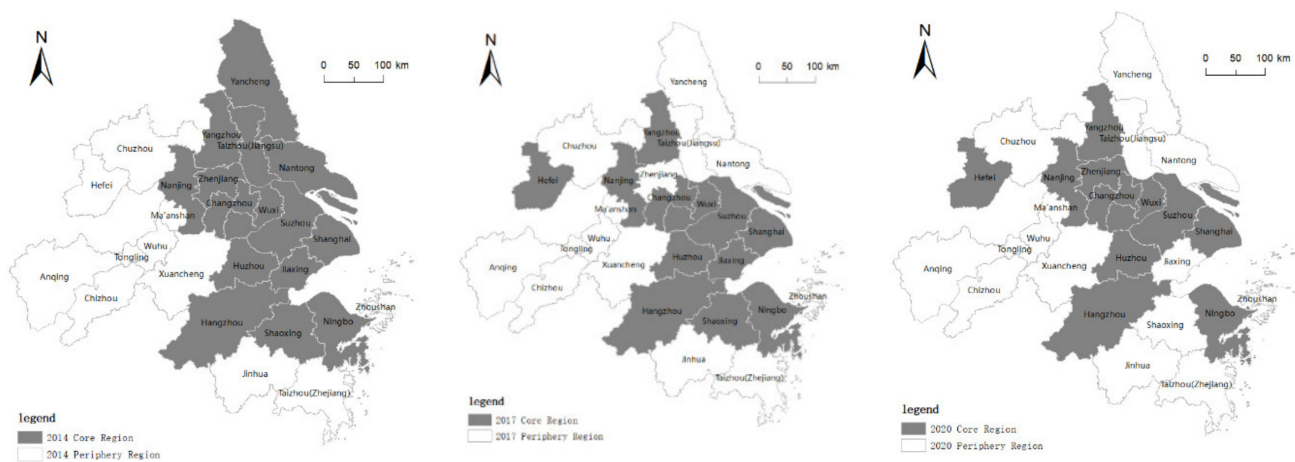 N
0 50 100 km
Yancheng
Yangzhou
Taizhou(Jiangsu)
Chuzhou
Nantong
Hefei
Nanjing
Zhenjiang
Changzhou
Wuxi
Ma'anshan
Suzhou
Shanghai
Wuhu
Tongling
Huzhou
Jiaxing
Anqing
Xuancheng
Chizhou
Zhoushan
Hangzhou
Shaoxing
Ningbo
Jinhua
Taizhou(Zhejiang)
legend
2014 Core Region
2014 Periphery Region
N
0 50 100 km
Yancheng
Yangzhou
Taizhou(Jiangsu)
Chuzhou
Nantong
Zhenjiang
Hefei
Nanjing
Changzhou
Wuxi
Ma'anshan
Suzhou
Shanghai
Wuhu
Tongling
Huzhou
Jiaxing
Anqing
Xuancheng
Chizhou
Zhoushan
Hangzhou
Shaoxing
Ningbo
Jinhua
Taizhou(Zhejiang)
legend
2017 Core Region
2017 Periphery Region
N
0 50 100 km
Yancheng
Yangzhou
Taizhou(Jiangsu)
Chuzhou
Nantong
Hefei
Nanjing
Zhenjiang
Changzhou
Wuxi
Ma'anshan
Suzhou
Shanghai
Wuhu
Tongling
Huzhou
Jiaxing
Anqing
Xuancheng
Chizhou
Zhoushan
Hangzhou
Shaoxing
Ningbo
Jinhua
Taizhou(Zhejiang)
legend
2020 Core Region
2020 Periphery Region